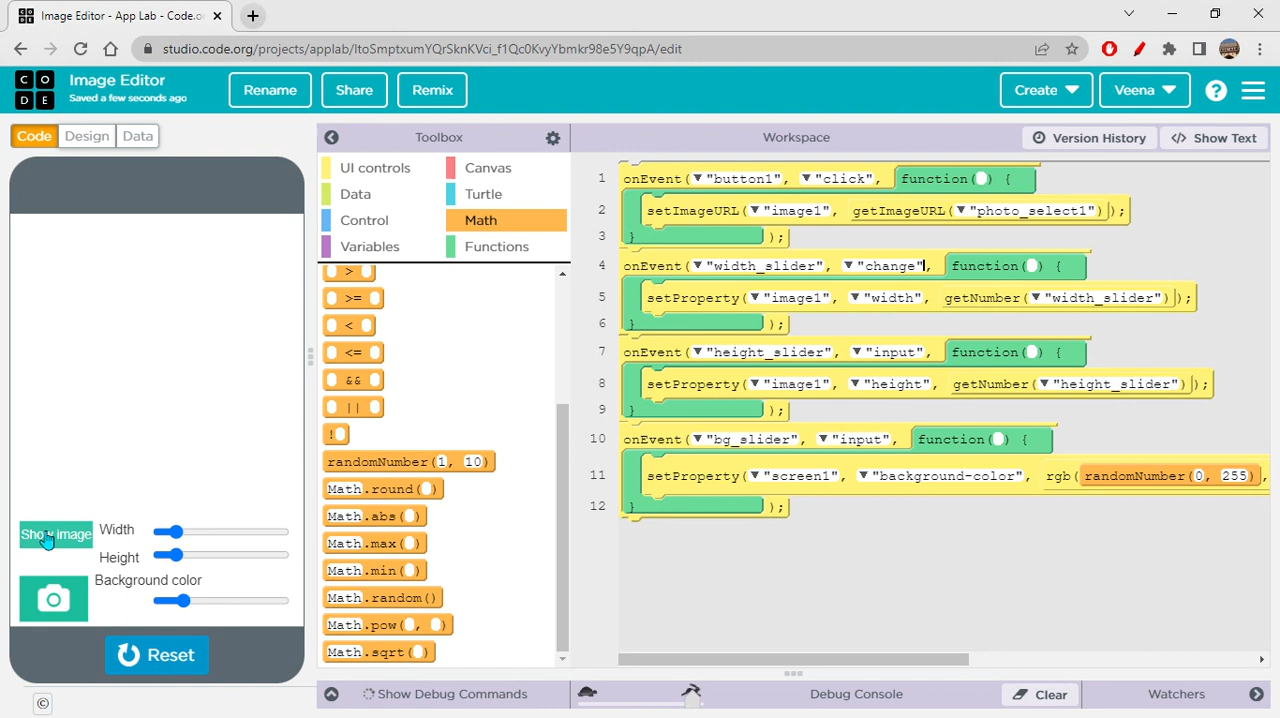 Image Editor - App Lab - Code.o
studio.code.org/projects/applab/ltoSmptxumYQrSknKVci_f1Qc0KvyYbmkr98e5Y9qpA/edit
C O D E
Image Editor
Saved a few seconds ago
Rename
Share
Remix
Create
Veena
?
Code
Design
Data
Toolbox
Workspace
Version History
</> Show Text
UI controls
Canvas
Data
Turtle
Control
Math
Variables
Functions
>
>=
<
<=
&&
||
!
randomNumber(1, 10)
Math.round()
Math.abs()
Math.max()
Math.min()
Math.random()
Math.pow(, )
Math.sqrt()
1 onEvent(▼"button1", ▼"click", function() {
2 setImageURL(▼"image1", getImageURL(▼"photo_select1"));
3 } );
4 onEvent(▼"width_slider", ▼"change", function() {
5 setProperty(▼"image1", ▼"width", getNumber(▼"width_slider"));
6 } );
7 onEvent(▼"height_slider", ▼"input", function() {
8 setProperty(▼"image1", ▼"height", getNumber(▼"height_slider"));
9 } );
10 onEvent(▼"bg_slider", ▼"input", function() {
11 setProperty(▼"screen1", ▼"background-color", rgb(randomNumber(0, 255),
12 } );
Show image
Width
Height
Background color
Reset
©
Show Debug Commands
Debug Console
Clear
Watchers